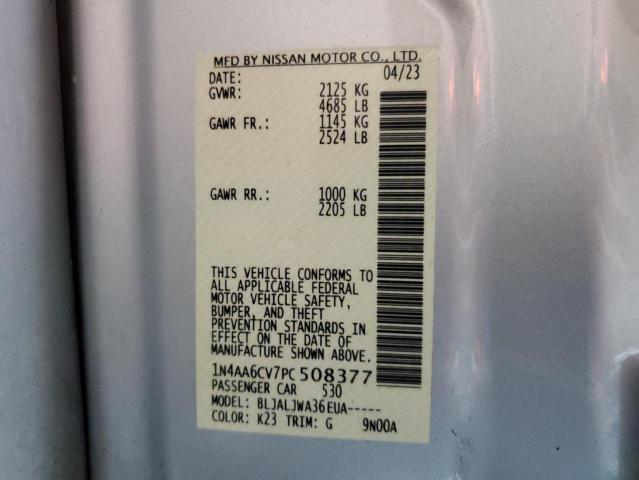 MFD BY NISSAN MOTOR CO., LTD.
DATE: 04/23
GVWR: 2125 KG
4685 LB
GAWR FR.: 1145 KG
2524 LB
GAWR RR.: 1000 KG
2205 LB
THIS VEHICLE CONFORMS TO
ALL APPLICABLE FEDERAL
MOTOR VEHICLE SAFETY,
BUMPER, AND THEFT
PREVENTION STANDARDS IN
EFFECT ON THE DATE OF
MANUFACTURE SHOWN ABOVE.
1N4AA6CV7PC508377
PASSENGER CAR 530
MODEL: BLJALJWA36EUA-----
COLOR: K23 TRIM: G 9N00A